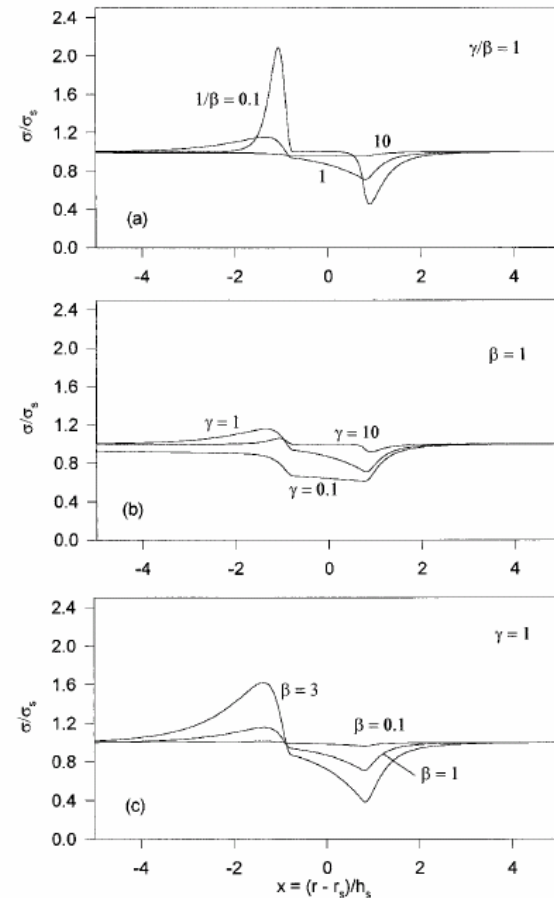 2.4
γ/β = 1
2.0
1/β = 0.1
1.6
σ/σs
1.2
10
0.8
1
0.4
(a)
0.0
-4 -2 0 2 4
2.4
β = 1
2.0
1.6
σ/σs
γ = 1
γ = 10
1.2
0.8
γ = 0.1
0.4
(b)
0.0
-4 -2 0 2 4
2.4
γ = 1
2.0
1.6
β = 3
σ/σs
β = 0.1
1.2
0.8
β = 1
0.4
(c)
0.0
-4 -2 0 2 4
x = (r - rs)/hs